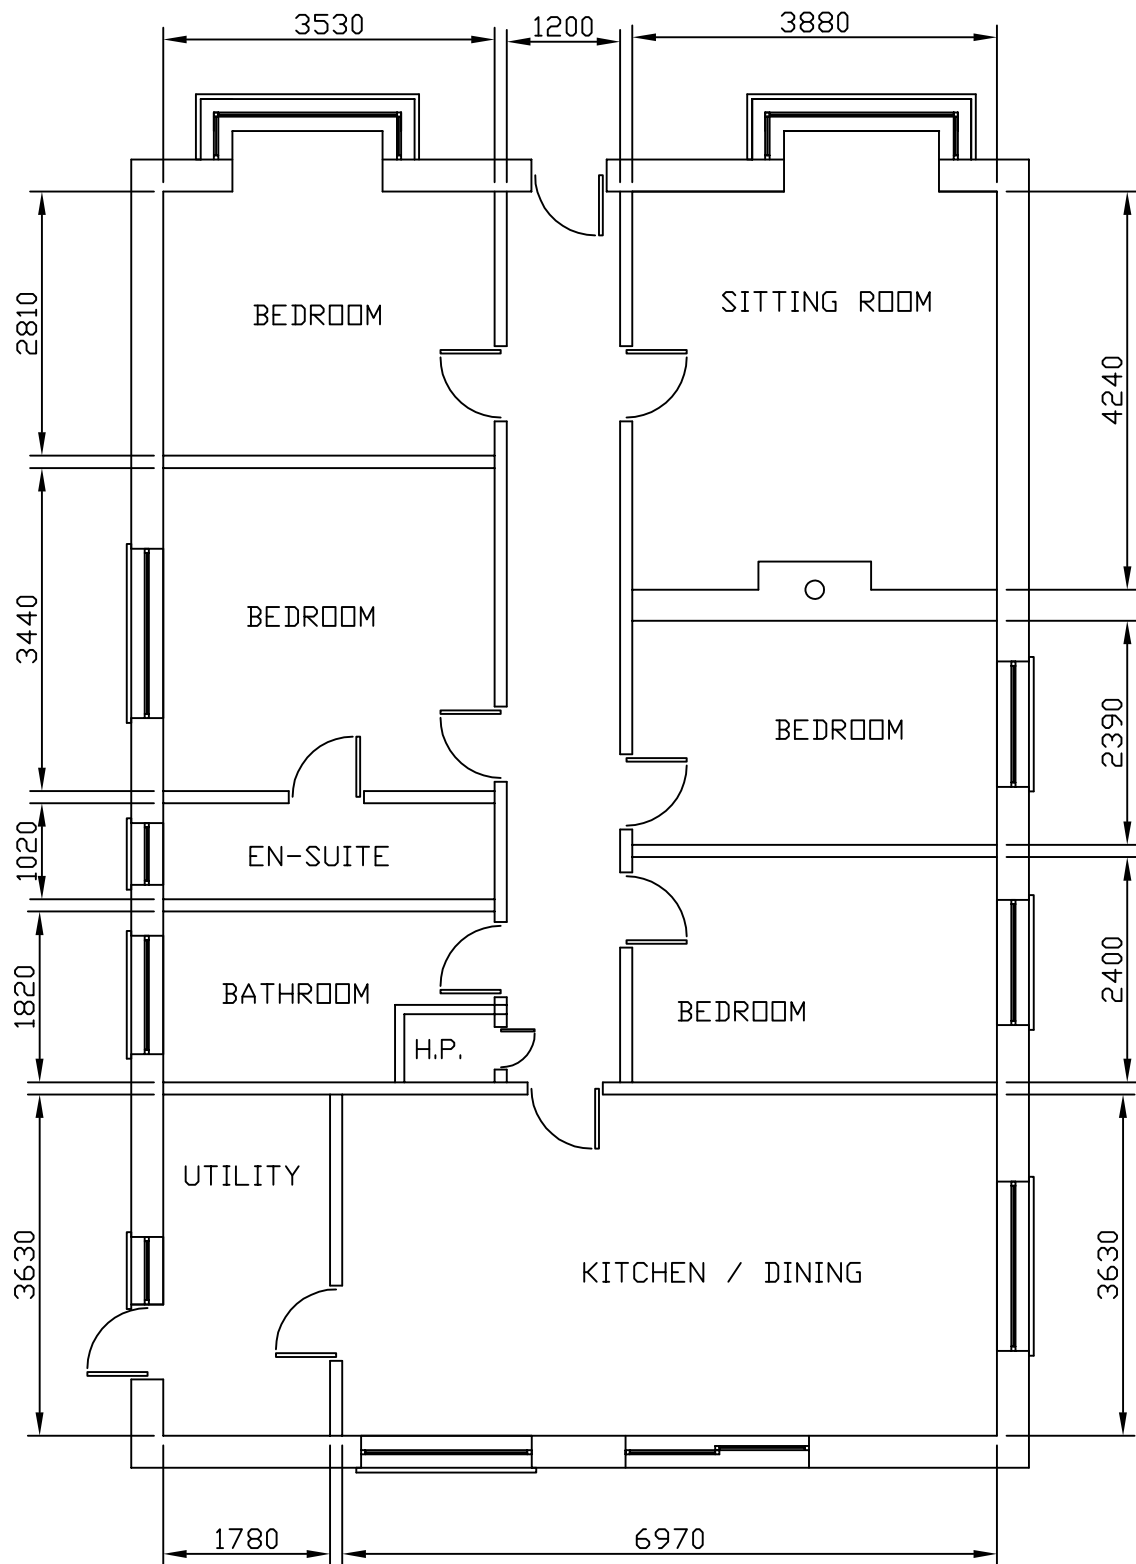 3530
1200
3880
BEDROOM
SITTING ROOM
2810
4240
BEDROOM
3440
BEDROOM
2390
EN-SUITE
1020
BATHROOM
BEDROOM
1820
2400
H.P.
UTILITY
KITCHEN / DINING
3630
3630
1780
6970